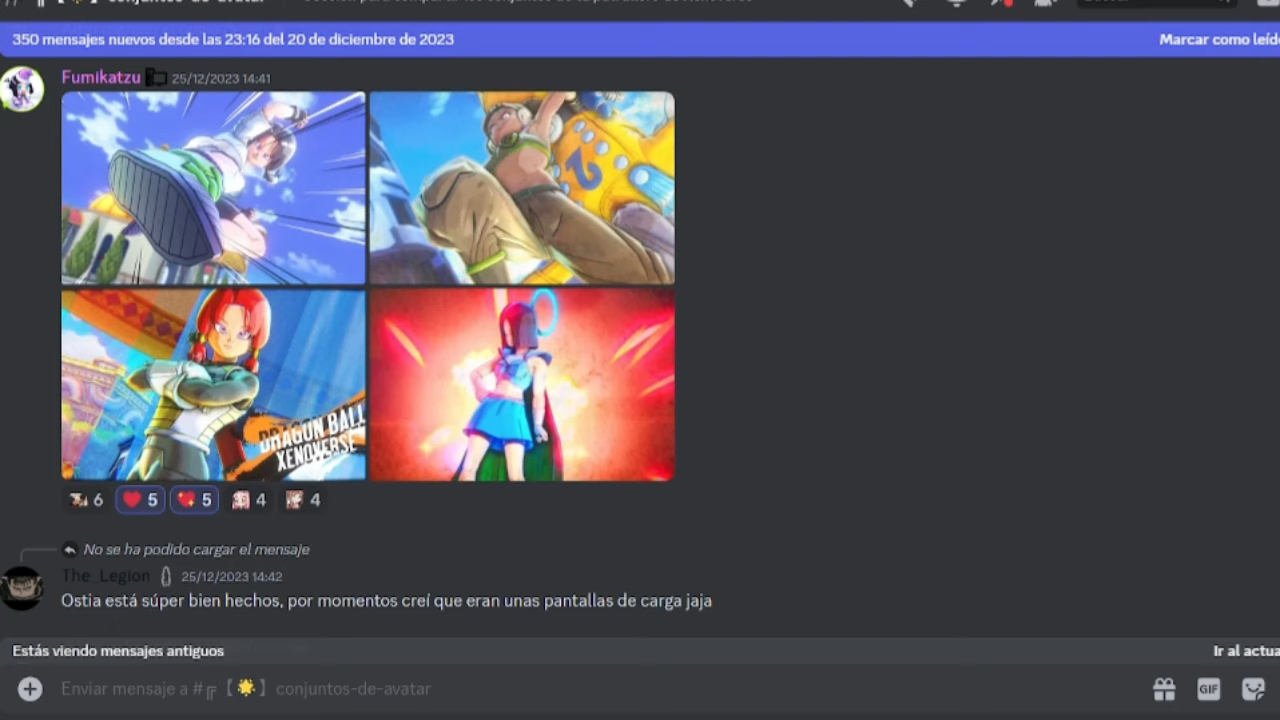 350 mensajes nuevos desde las 23:16 del 20 de diciembre de 2023
Marcar como leído
Fumikatzu 25/12/2023 14:41
DRAGON BALL
XENOVERSE
6 5 5 4 4
No se ha podido cargar el mensaje
The_Legion 25/12/2023 14:42
Ostia está súper bien hechos, por momentos creí que eran unas pantallas de carga jaja
Estás viendo mensajes antiguos
Ir al actua
Enviar mensaje a #╔【🌟】conjuntos-de-avatar
GIF